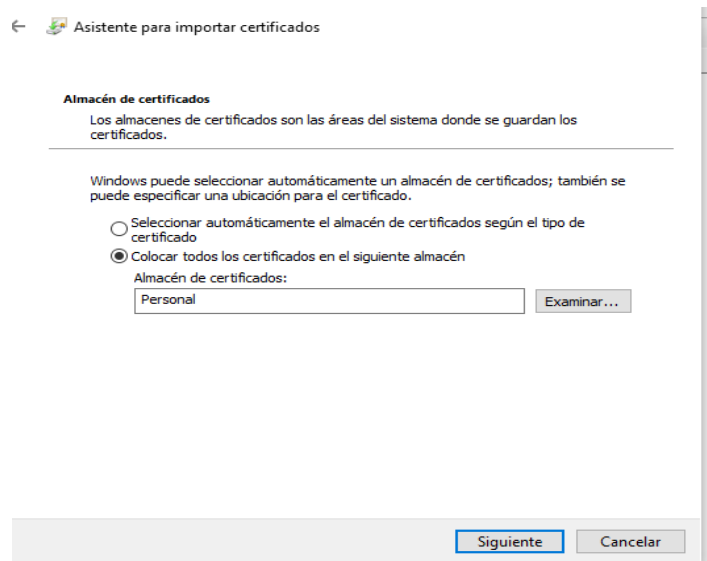 Asistente para importar certificados
Almacén de certificados
Los almacenes de certificados son las áreas del sistema donde se guardan los
certificados.
Windows puede seleccionar automáticamente un almacén de certificados; también se
puede especificar una ubicación para el certificado.
Seleccionar automáticamente el almacén de certificados según el tipo de
certificado
Colocar todos los certificados en el siguiente almacén
Almacén de certificados:
Personal
Examinar...
Siguiente
Cancelar